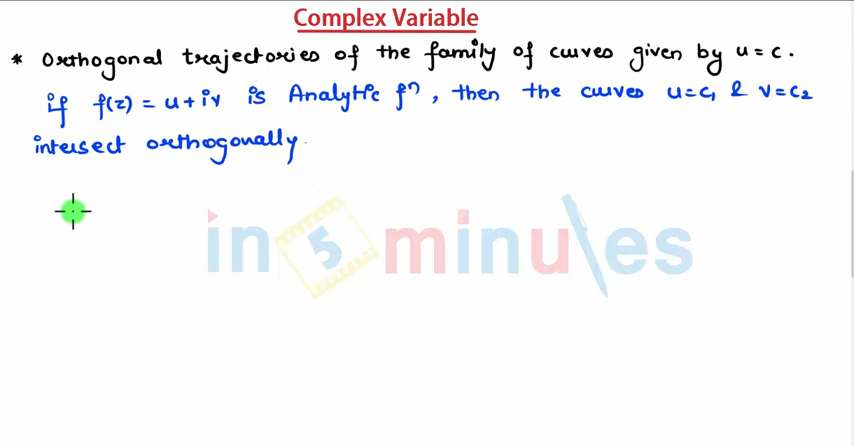 Complex Variable
* Orthogonal trajectories of the family of curves given by u = c.
if f(z) = u + iv is Analytic fⁿ, then the curves u = c₁ & v = c₂
intersect orthogonally.
in 5 minutes